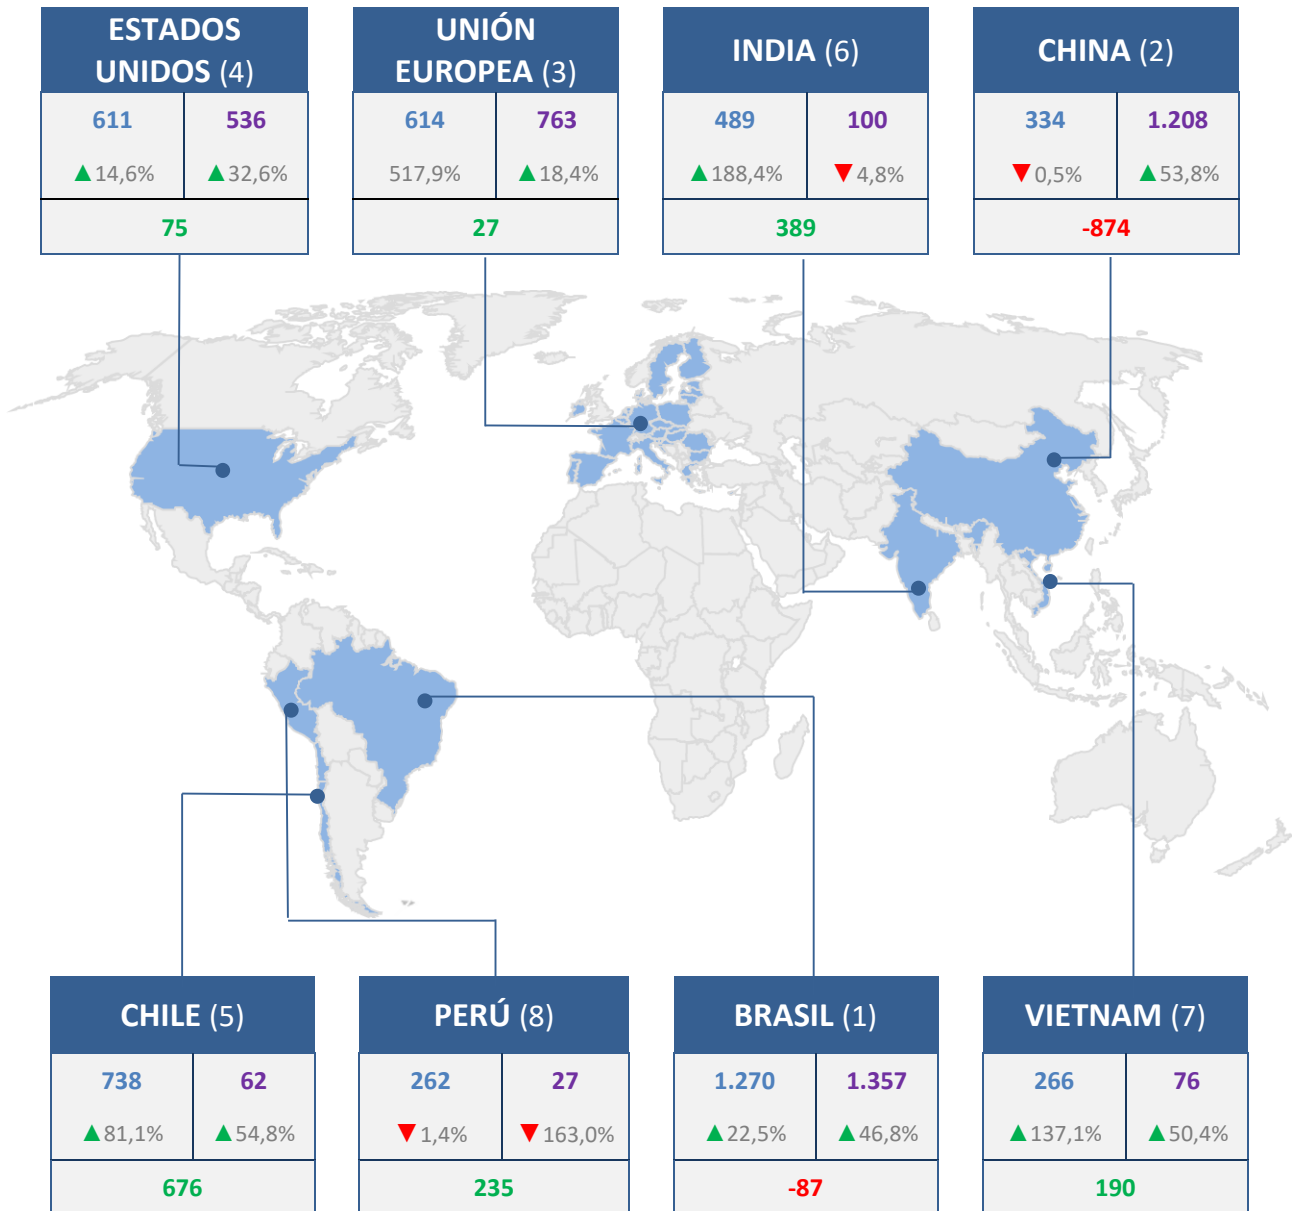 ESTADOS
UNIDOS (4)
611 536
▲14,6% ▲32,6%
75
UNIÓN
EUROPEA (3)
614 763
517,9% ▲18,4%
27
INDIA (6)
489 100
▲188,4% ▼4,8%
389
CHINA (2)
334 1.208
▼0,5% ▲53,8%
-874
CHILE (5)
738 62
▲81,1% ▲54,8%
676
PERÚ (8)
262 27
▼1,4% ▼163,0%
235
BRASIL (1)
1.270 1.357
▲22,5% ▲46,8%
-87
VIETNAM (7)
266 76
▲137,1% ▲50,4%
190